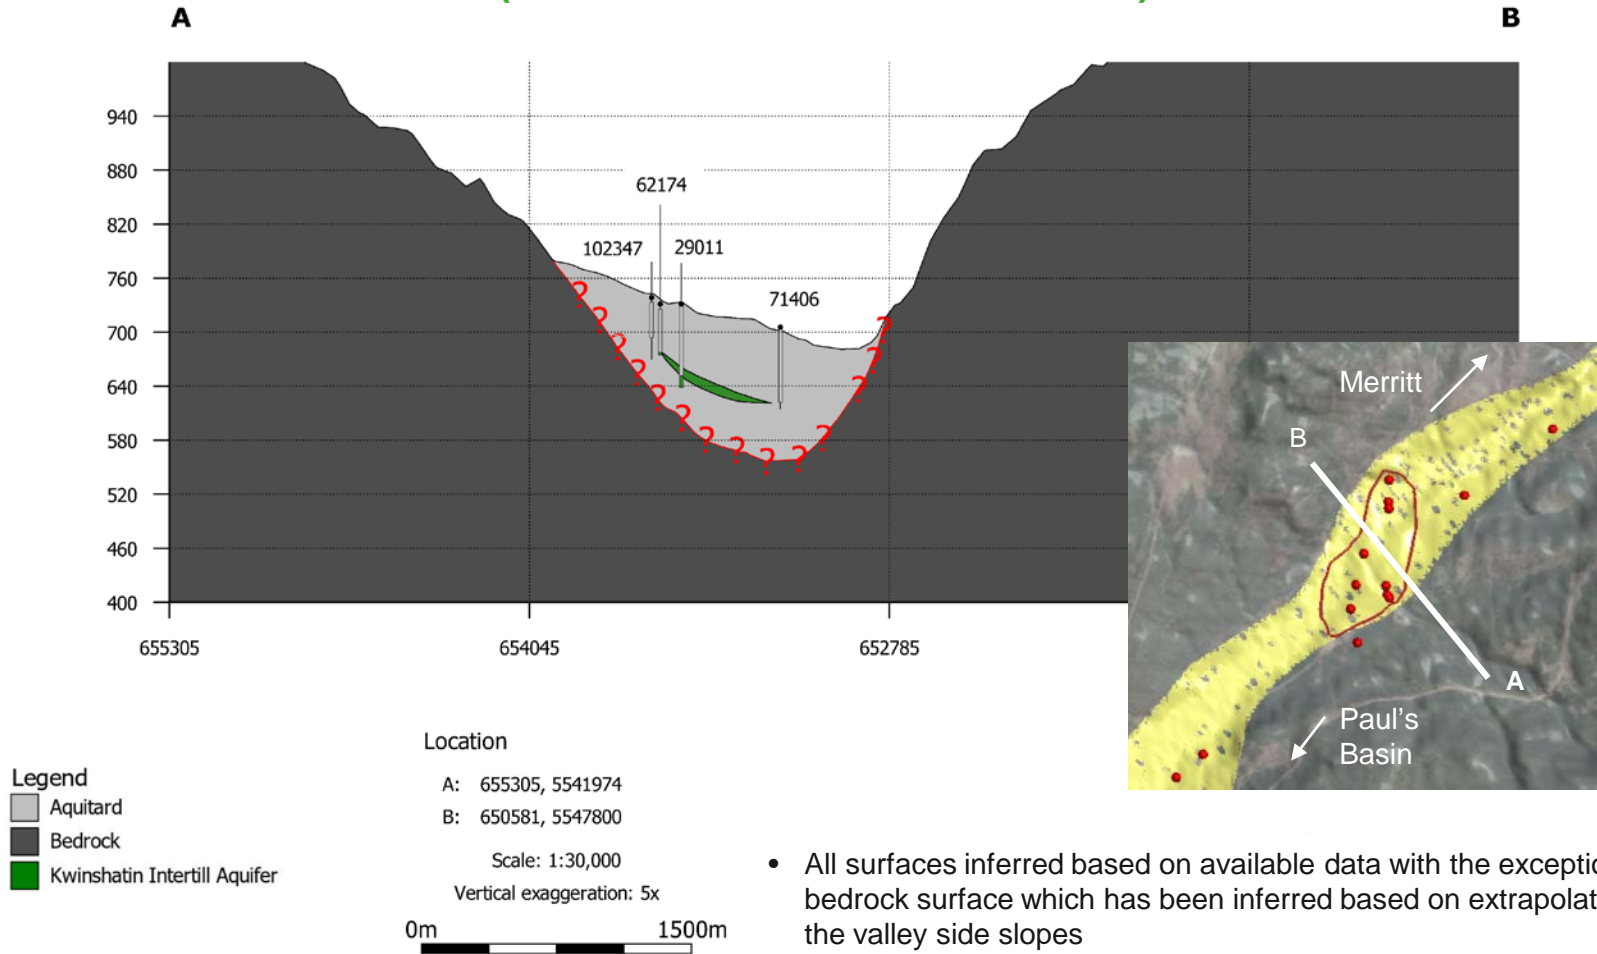 A
B
940
880
820
760
700
640
580
520
460
400
62174
102347
29011
71406
? ? ? ? ? ? ? ? ? ? ? ? ? ? ?
655305
654045
652785
Merritt
B
A
Paul's
Basin
Location
A: 655305, 5541974
B: 650581, 5547800
Scale: 1:30,000
Vertical exaggeration: 5x
0m 1500m
Legend
Aquitard
Bedrock
Kwinshatin Intertill Aquifer
• All surfaces inferred based on available data with the exceptio
bedrock surface which has been inferred based on extrapolat
the valley side slopes